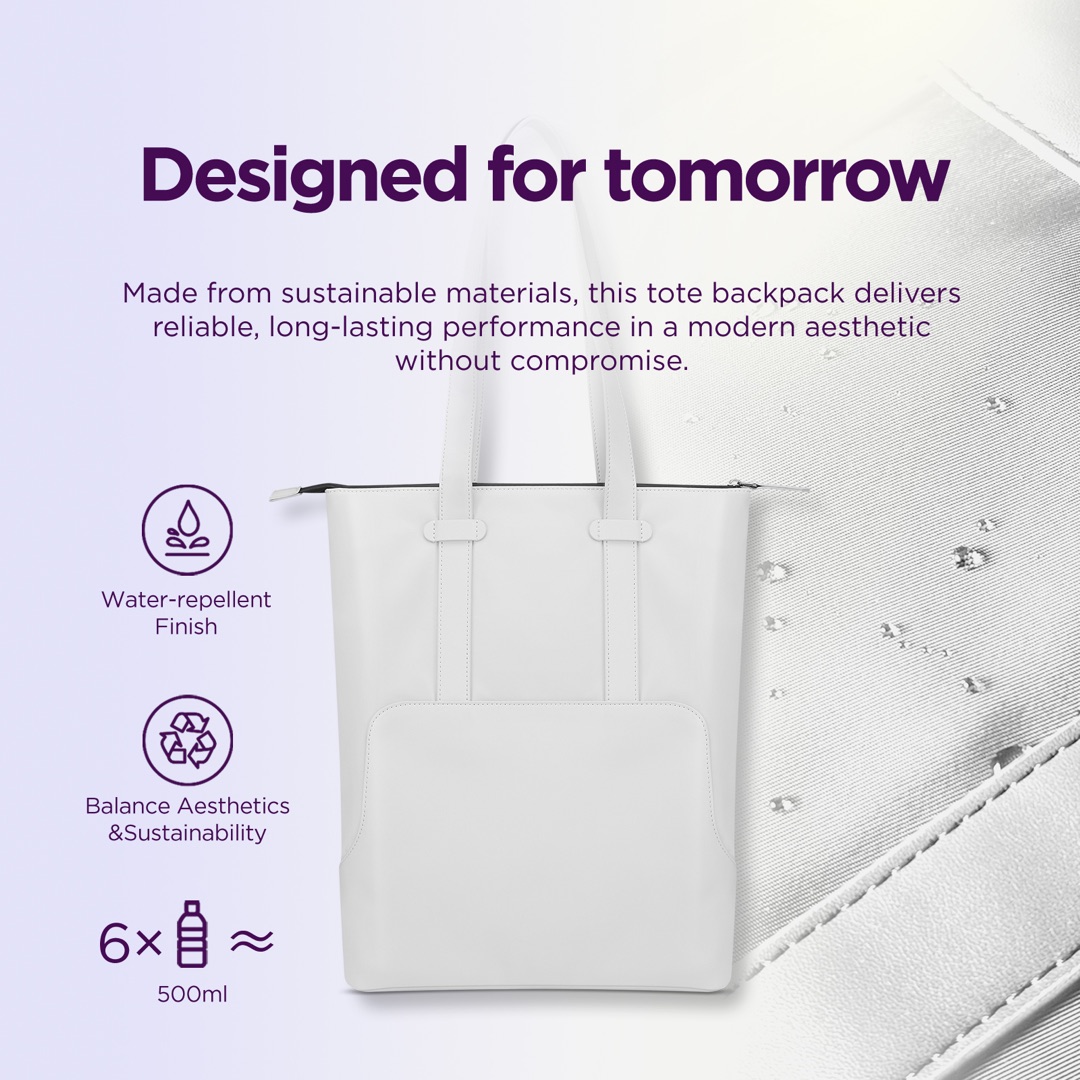 Designed for tomorrow
Made from sustainable materials, this tote backpack delivers
reliable, long-lasting performance in a modern aesthetic
without compromise.
Water-repellent
Finish
Balance Aesthetics
&Sustainability
6× ≈
500ml